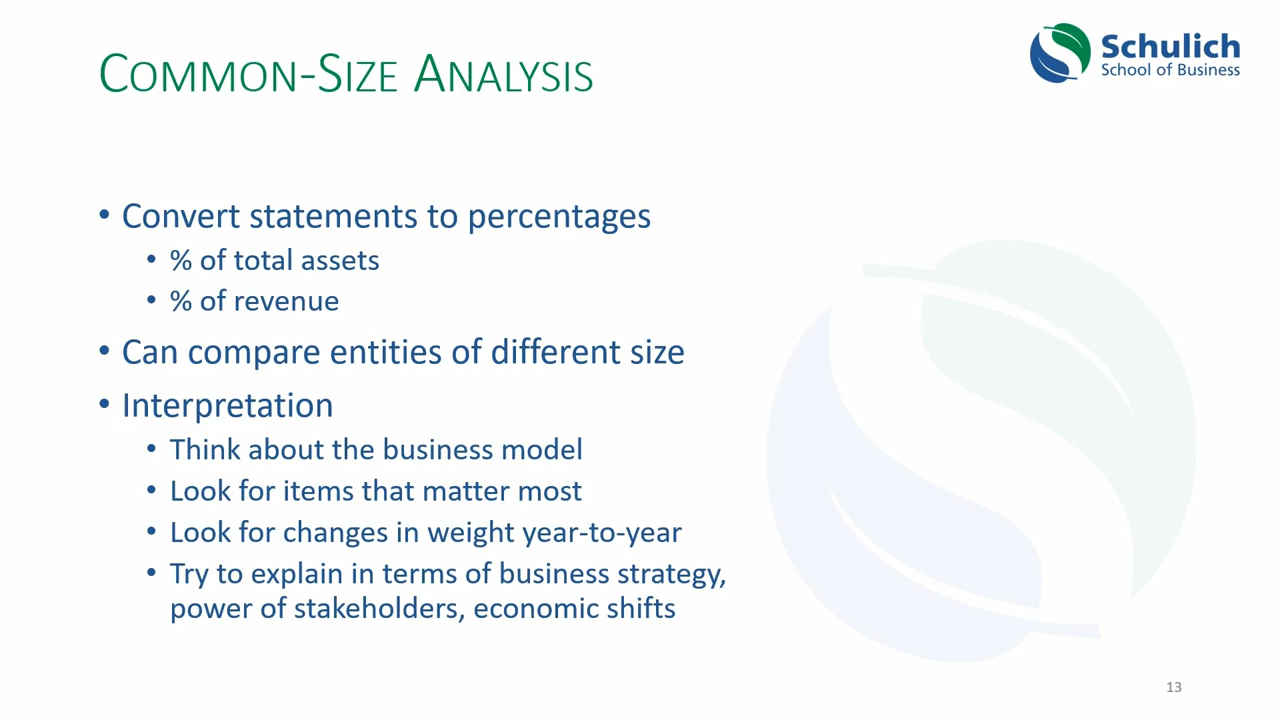 COMMON-SIZE ANALYSIS
Schulich
School of Business
• Convert statements to percentages
• % of total assets
• % of revenue
• Can compare entities of different size
• Interpretation
• Think about the business model
• Look for items that matter most
• Look for changes in weight year-to-year
• Try to explain in terms of business strategy,
power of stakeholders, economic shifts
13